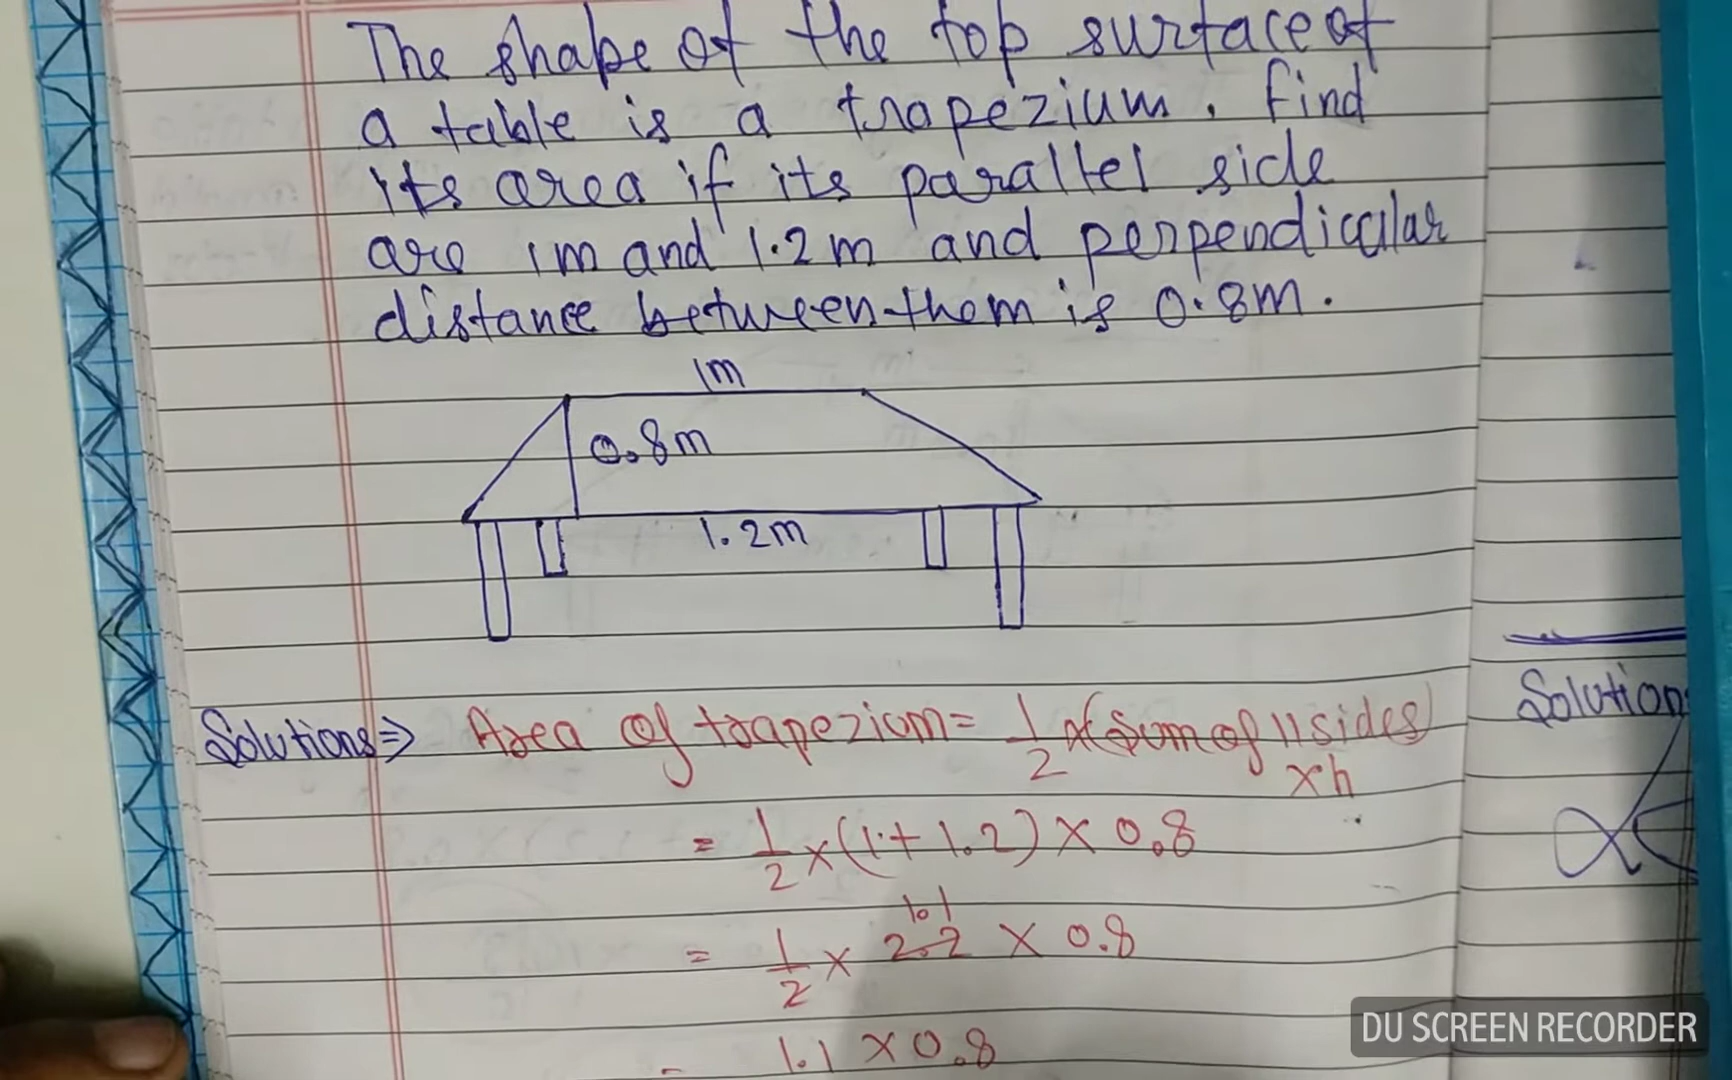 The shape of the top surface of
a table is a trapezium. Find
its area if its parallel side
are 1m and 1.2m and perpendicular
distance between them is 0.8m.
1m
0.8m
1.2m
Solutions⇒ Area of trapezium = 1/2 x (Sum of 11 sides)
xh
= 1/2 x (1 + 1.2) x 0.8
1.1
= 1/2 x 2.2 x 0.8
= 1.1 x 0.8
Solution
DU SCREEN RECORDER